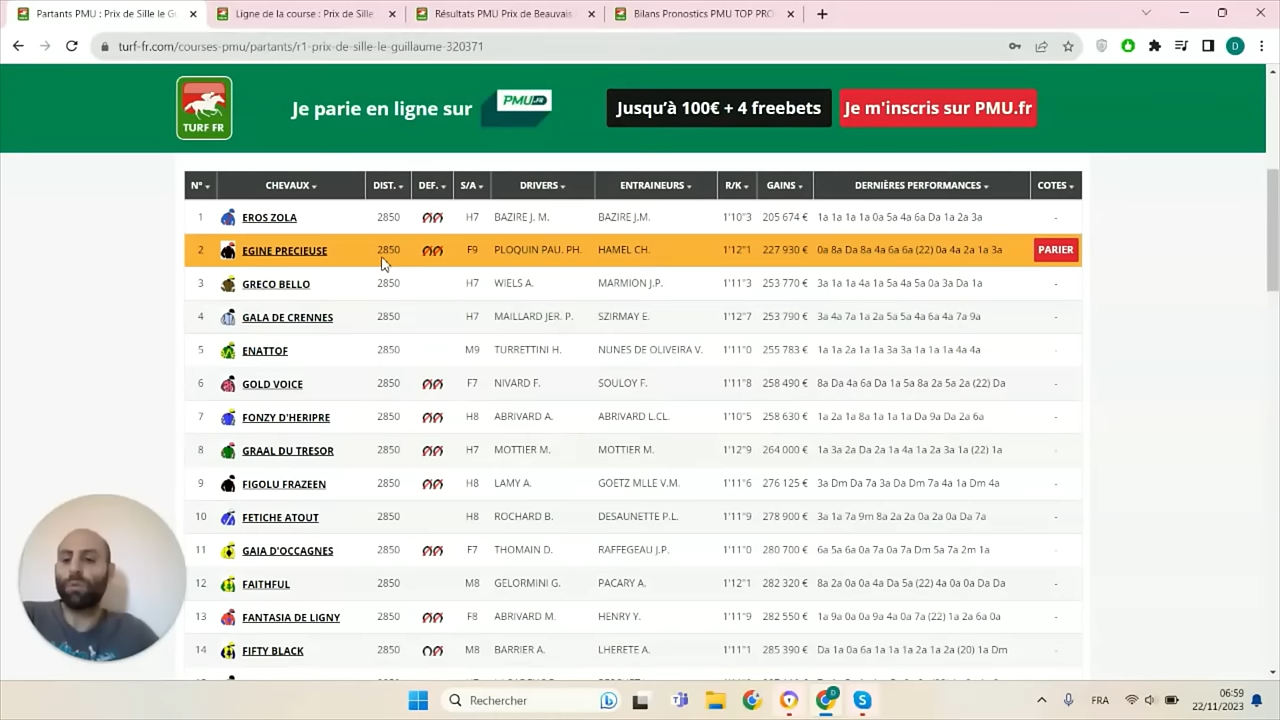 Partants PMU : Prix de Sille le G
Ligne de la course : Prix de Sille
Résultats PMU Prix de Beauvais
Bilans Pronostics PMU TOP PRO
turf-fr.com/courses-pmu/partants/r1-prix-de-sille-le-guillaume-320371
D
TURF FR
Je parie en ligne sur
PMU.FR
Jusqu'à 100€ + 4 freebets
Je m'inscris sur PMU.fr
N° CHEVAUX DIST. DEF. S/A DRIVERS ENTRAINEURS R/K GAINS DERNIÈRES PERFORMANCES COTES
1 EROS ZOLA 2850 H7 BAZIRE J. M. BAZIRE J.M. 1'10"3 205 674 € 1a 1a 1a 1a 0a 5a 4a 6a Da 1a 2a 3a -
2 EGINE PRECIEUSE 2850 F9 PLOQUIN PAU. PH. HAMEL CH. 1'12"1 227 930 € 0a 8a Da 8a 4a 6a 6a (22) 0a 4a 2a 1a 3a PARIER
3 GRECO BELLO 2850 H7 WIELS A. MARMION J.P. 1'11"3 253 770 € 3a 1a 1a 4a 1a 5a 4a 5a 0a 3a Da 1a -
4 GALA DE CRENNES 2850 H7 MAILLARD JER. P. SZIRMAY E. 1'12"7 253 790 € 3a 4a 7a 1a 2a 5a 5a 4a 6a 4a 7a 9a -
5 ENATTOF 2850 M9 TURRETTINI H. NUNES DE OLIVEIRA V. 1'11"0 255 783 € 1a 1a 2a 1a 1a 3a 3a 1a 1a 1a 4a 4a -
6 GOLD VOICE 2850 F7 NIVARD F. SOULOY F. 1'11"8 258 490 € 8a Da 4a 6a Da 1a 5a 8a 2a 5a 2a (22) Da -
7 FONZY D'HERIPRE 2850 H8 ABRIVARD A. ABRIVARD L.CL. 1'10"5 258 630 € 1a 2a 1a 8a 1a 1a 1a Da 9a Da 2a 6a -
8 GRAAL DU TRESOR 2850 H7 MOTTIER M. MOTTIER M. 1'12"9 264 000 € 1a 3a 2a Da 2a 1a 4a 1a 2a 3a 1a (22) 1a -
9 FIGOLU FRAZEEN 2850 H8 LAMY A. GOETZ MLLE V.M. 1'11"6 276 125 € 3a Dm Da 7a 3a Da Dm 7a 4a 1a Dm 4a -
10 FETICHE ATOUT 2850 H8 ROCHARD B. DESAUNETTE P.L. 1'11"9 278 900 € 3a 1a 7a 9m 8a 2a 2a 0a 2a 0a Da 7a -
11 GAIA D'OCCAGNES 2850 F7 THOMAIN D. RAFFEGEAU J.P. 1'11"0 280 700 € 6a 5a 6a 0a 7a 0a 7a Dm 5a 7a 2m 1a -
12 FAITHFUL 2850 M8 GELORMINI G. PACARY A. 1'12"1 282 320 € 8a 2a 0a 0a 4a Da 5a (22) 4a 0a 0a Da Da -
13 FANTASIA DE LIGNY 2850 F8 ABRIVARD M. HENRY Y. 1'11"9 282 550 € 1a 9a 0a 0a 9a 4a 0a 7a (22) 1a 2a 6a 0a -
14 FIFTY BLACK 2850 M8 BARRIER A. LHERETE A. 1'11"1 285 390 € Da 1a 0a 6a 1a 1a 1a 2a 1a 2a (20) 1a Dm -
Rechercher
FRA
06:59
22/11/2023